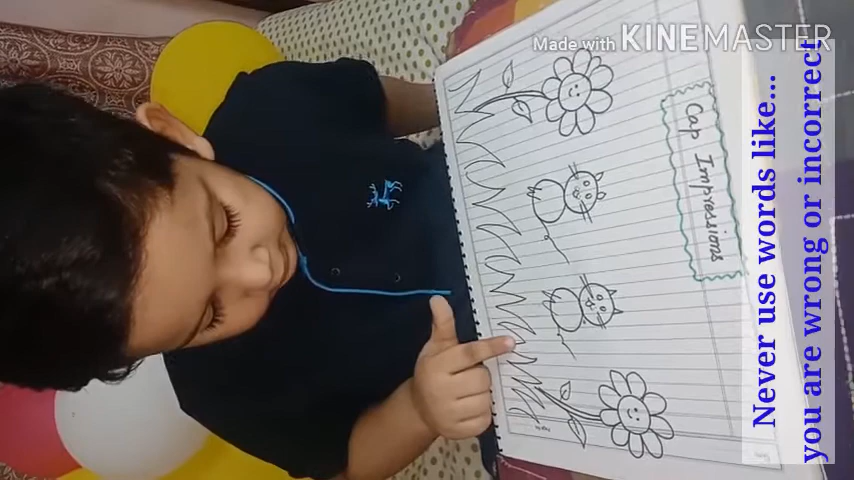 Made with KINEMASTER
Cap Impressions
Never use words like...
you are wrong or incorrect